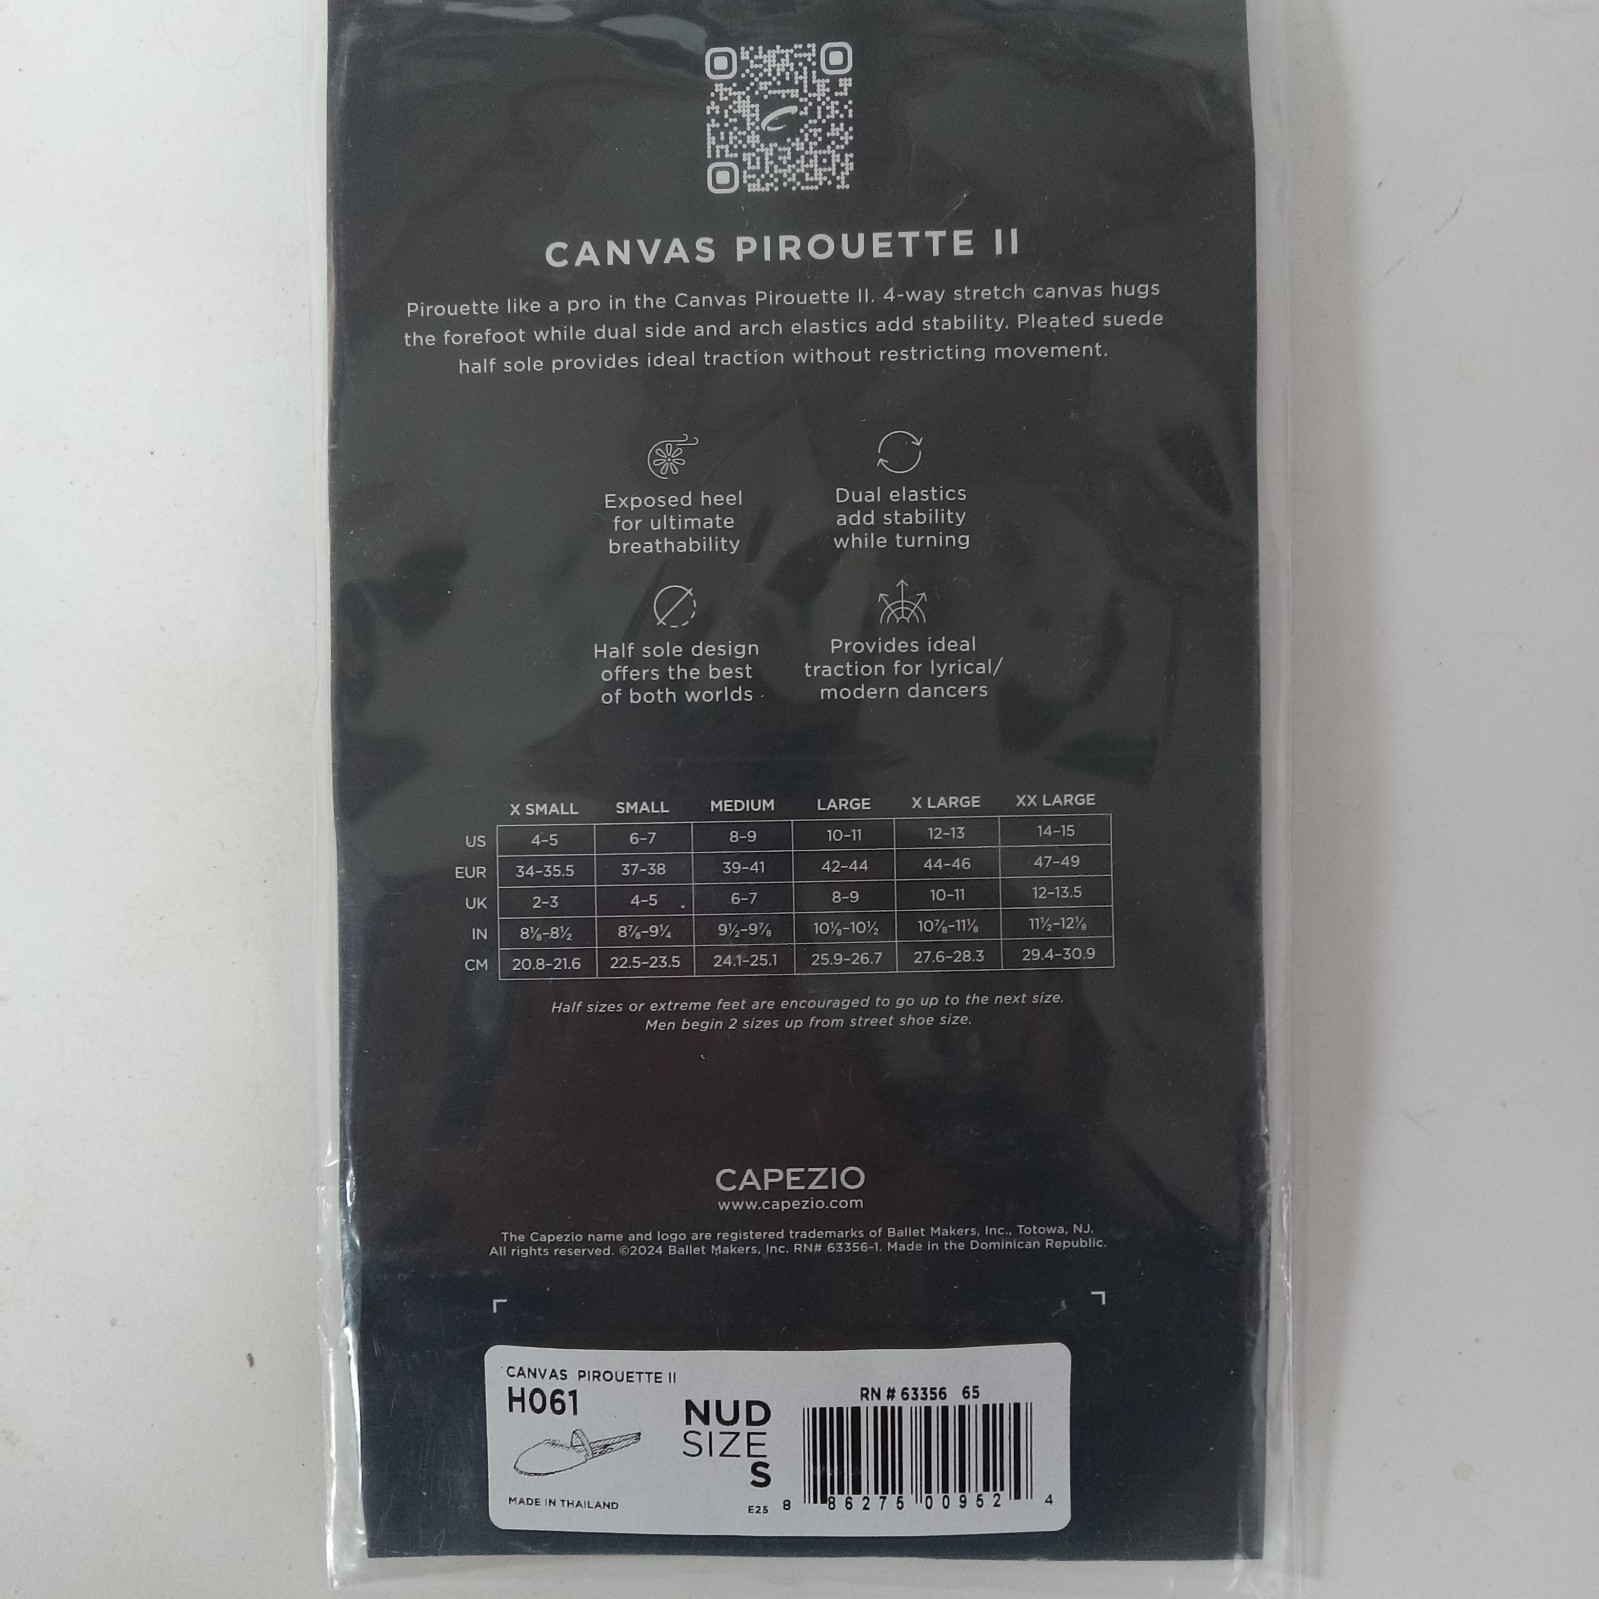 CANVAS PIROUETTE II
Pirouette like a pro in the Canvas Pirouette II. 4-way stretch canvas hugs
the forefoot while dual side and arch elastics add stability. Pleated suede
half sole provides ideal traction without restricting movement.
Exposed heel
for ultimate
breathability
Dual elastics
add stability
while turning
Half sole design
offers the best
of both worlds
Provides ideal
traction for lyrical/
modern dancers
X SMALL SMALL MEDIUM LARGE X LARGE XX LARGE
US 4-5 6-7 8-9 10-11 12-13 14-15
EUR 34-35.5 37-38 39-41 42-44 44-46 47-49
UK 2-3 4-5 6-7 8-9 10-11 12-13.5
IN 8⅛-8½ 8⅞-9¼ 9½-9⅞ 10⅛-10½ 10⅞-11⅛ 11½-12⅛
CM 20.8-21.6 22.5-23.5 24.1-25.1 25.9-26.7 27.6-28.3 29.4-30.9
Half sizes or extreme feet are encouraged to go up to the next size.
Men begin 2 sizes up from street shoe size.
CAPEZIO
www.capezio.com
The Capezio name and logo are registered trademarks of Ballet Makers, Inc., Totowa, NJ.
All rights reserved. ©2024 Ballet Makers, Inc. RN# 63356-1. Made in the Dominican Republic.
CANVAS PIROUETTE II
H061
NUD
SIZE
S
MADE IN THAILAND
E25
RN # 63356 65
8 86275 00952 4